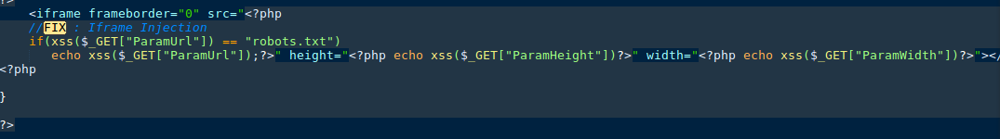 ?>
<iframe frameborder="0" src="<?php
//FIX : Iframe Injection
if(xss($_GET["ParamUrl"]) == "robots.txt")
echo xss($_GET["ParamUrl"]);?>" height="<?php echo xss($_GET["ParamHeight"])?>" width="<?php echo xss($_GET["ParamWidth"])?>"></
<?php
}
?>